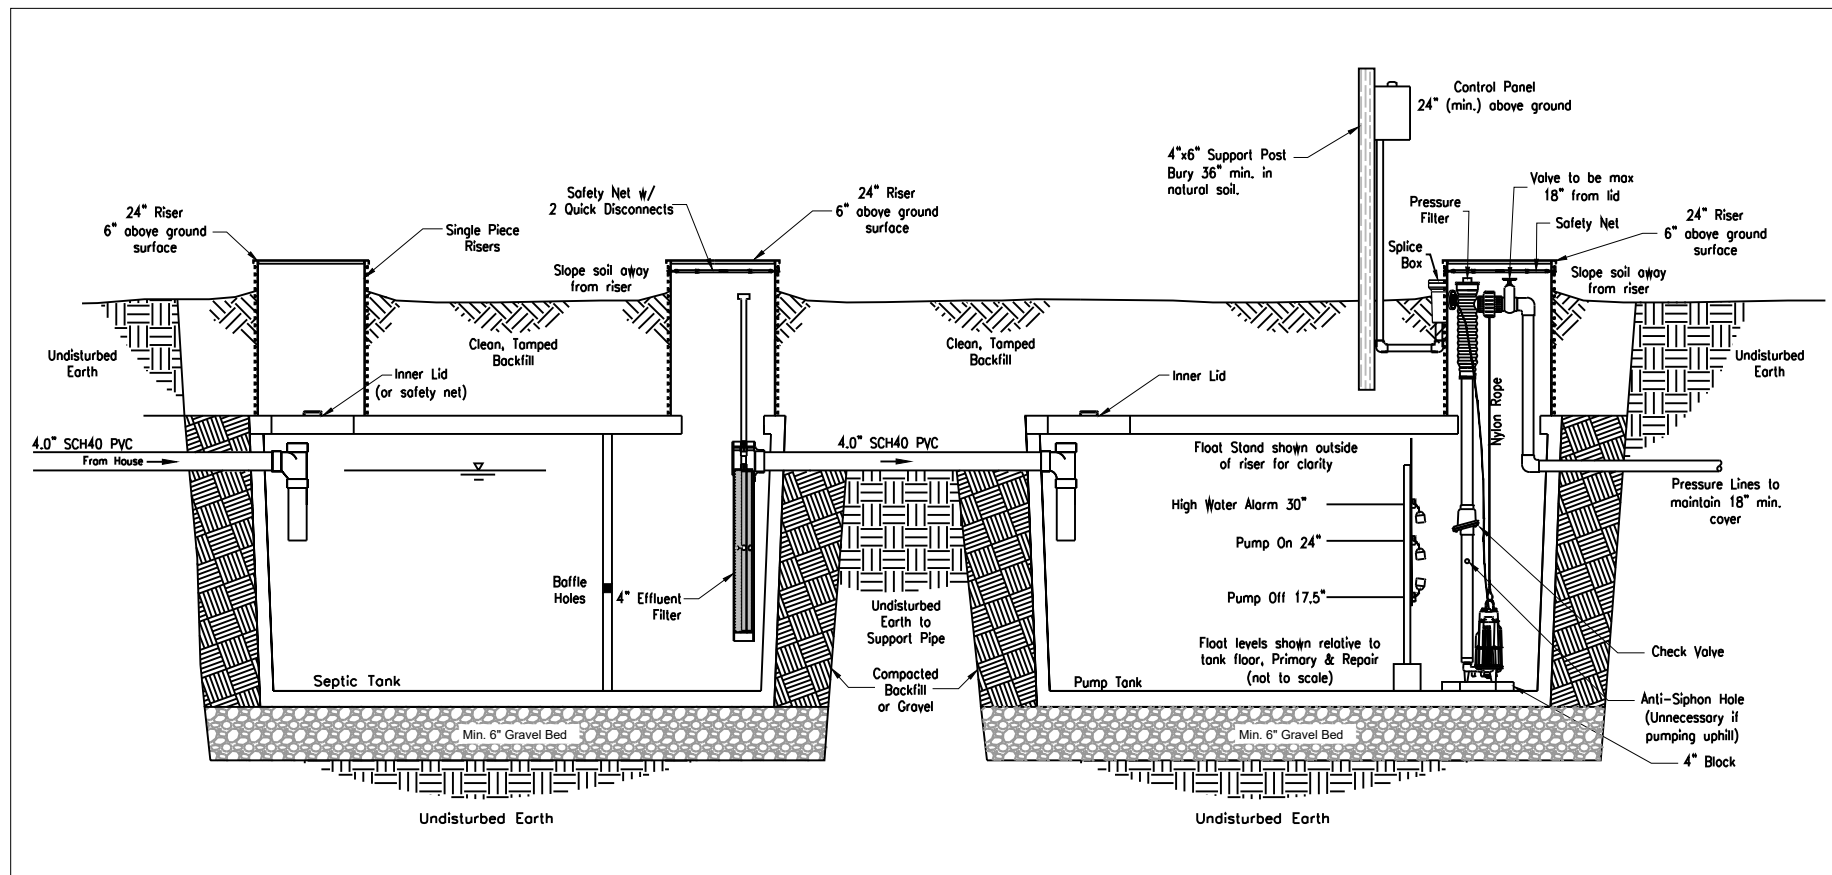 Control Panel
24" (min.) above ground
4"x6" Support Post
Bury 36" min. in
natural soil.
Valve to be max
18" from lid
Pressure
Filter
Safety Net
24" Riser
6" above ground
surface
Splice
Box
Slope soil away
from riser
24" Riser
6" above ground
surface
Single Piece
Risers
Safety Net w/
2 Quick Disconnects
24" Riser
6" above ground
surface
Slope soil away
from riser
Undisturbed
Earth
Clean, Tamped
Backfill
Clean, Tamped
Backfill
Undisturbed
Earth
Inner Lid
(or safety net)
Inner Lid
Nylon Rope
4.0" SCH40 PVC
From House
4.0" SCH40 PVC
Float Stand shown outside
of riser for clarity
High Water Alarm 30"
Pump On 24"
Pump Off 17.5"
Float levels shown relative to
tank floor, Primary & Repair
(not to scale)
Pressure Lines to
maintain 18" min.
cover
Baffle
Holes
4" Effluent
Filter
Undisturbed
Earth to
Support Pipe
Compacted
Backfill
or Gravel
Septic Tank
Pump Tank
Check Valve
Anti-Siphon Hole
(Unnecessary if
pumping uphill)
4" Block
Min. 6" Gravel Bed
Min. 6" Gravel Bed
Undisturbed Earth
Undisturbed Earth